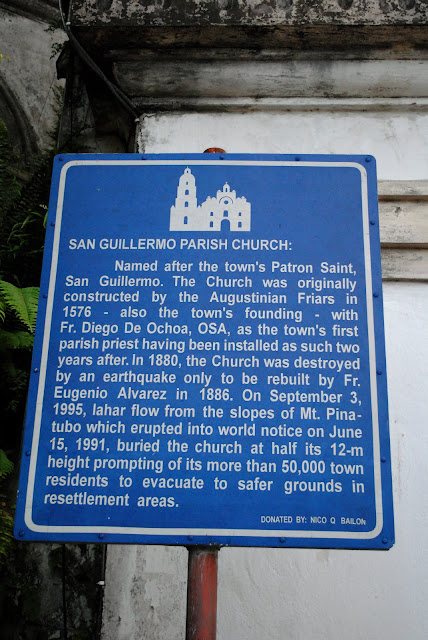 SAN GUILLERMO PARISH CHURCH:
Named after the town's Patron Saint,
San Guillermo. The Church was originally
constructed by the Augustinian Friars in
1576 - also the town's founding - with
Fr. Diego De Ochoa, OSA, as the town's first
parish priest having been installed as such two
years after. In 1880, the Church was destroyed
by an earthquake only to be rebuilt by Fr.
Eugenio Alvarez in 1886. On September 3,
1995, lahar flow from the slopes of Mt. Pina-
tubo which erupted into world notice on June
15, 1991, buried the church at half its 12-m
height prompting of its more than 50,000 town
residents to evacuate to safer grounds in
resettlement areas.
DONATED BY: NICO Q BAILON